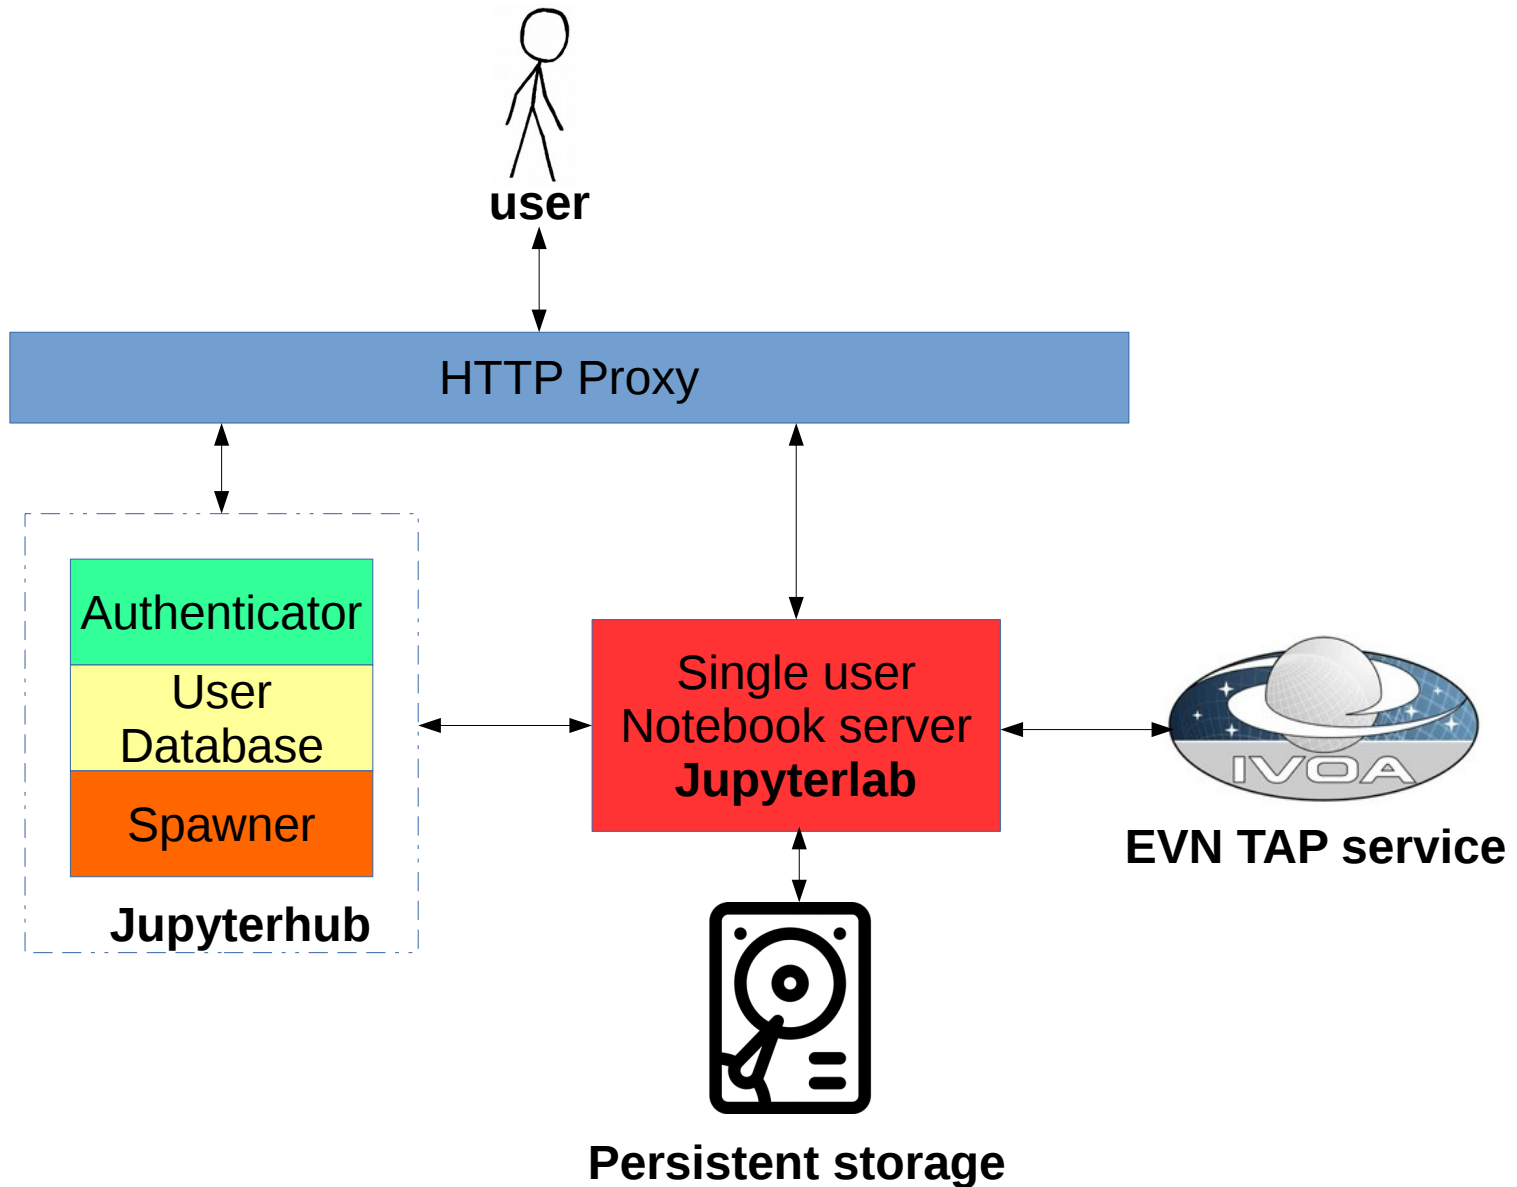 user
HTTP Proxy
Authenticator
User
Database
Spawner
Jupyterhub
Single user
Notebook server
Jupyterlab
IVOA
EVN TAP service
Persistent storage